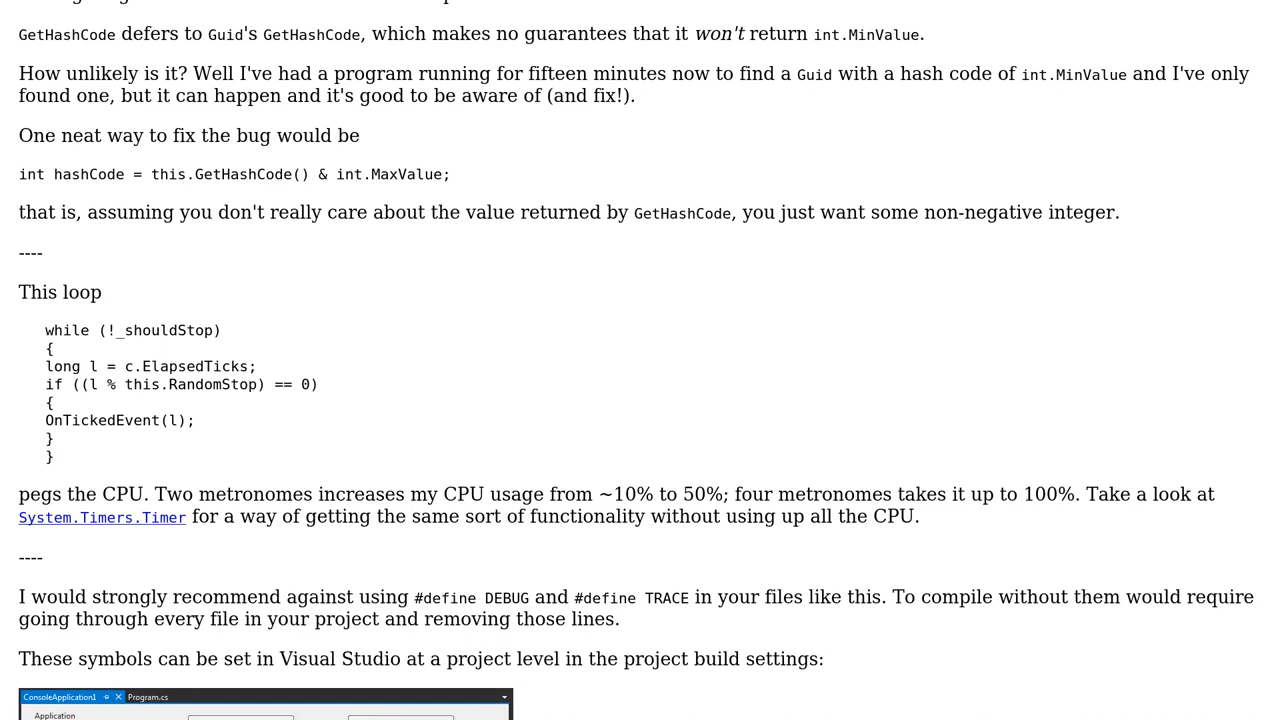 GetHashCode defers to Guid's GetHashCode, which makes no guarantees that it won't return int.MinValue.
How unlikely is it? Well I've had a program running for fifteen minutes now to find a Guid with a hash code of int.MinValue and I've only
found one, but it can happen and it's good to be aware of (and fix!).
One neat way to fix the bug would be
int hashCode = this.GetHashCode() & int.MaxValue;
that is, assuming you don't really care about the value returned by GetHashCode, you just want some non-negative integer.
----
This loop
while (!_shouldStop)
{
long l = c.ElapsedTicks;
if ((l % this.RandomStop) == 0)
{
OnTickedEvent(l);
}
}
pegs the CPU. Two metronomes increases my CPU usage from ~10% to 50%; four metronomes takes it up to 100%. Take a look at
System.Timers.Timer for a way of getting the same sort of functionality without using up all the CPU.
----
I would strongly recommend against using #define DEBUG and #define TRACE in your files like this. To compile without them would require
going through every file in your project and removing those lines.
These symbols can be set in Visual Studio at a project level in the project build settings:
ConsoleApplication1 Program.cs
Application